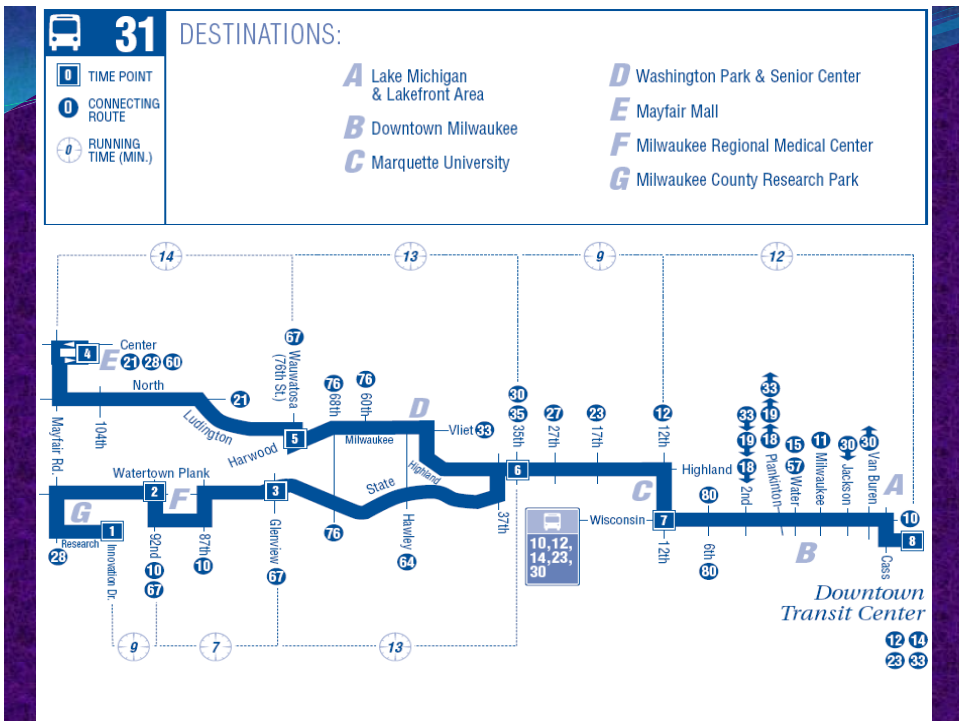 31
DESTINATIONS:
0 TIME POINT
0 CONNECTING
ROUTE
0 RUNNING
TIME (MIN.)
A Lake Michigan
& Lakefront Area
B Downtown Milwaukee
C Marquette University
D Washington Park & Senior Center
E Mayfair Mall
F Milwaukee Regional Medical Center
G Milwaukee County Research Park
14
13
9
12
4
E
Center
21 28 60
North
21
Mayfair Rd.
104th
Ludington
67
Wauwatosa
(76th St.)
5
Harwood
76
68th
76
60th
Milwaukee
D
Vliet 33
30
35
35th
27
27th
23
17th
12
12th
Highland
6
Highland
State
37th
Hawley
64
76
Watertown Plank
2
F
3
G
1
Research
28
Innovation Dr.
92nd
10
67
87th
10
Glenview
67
10,12,
14,23,
30
Wisconsin
C
7
12th
80
6th
80
33
19
18
2nd
33
19
18
Plankinton
15
57
Water
11
Milwaukee
30
Jackson
30
Van Buren
A
B
10
8
Cass
Downtown
Transit Center
12 14
23 33
9
7
13